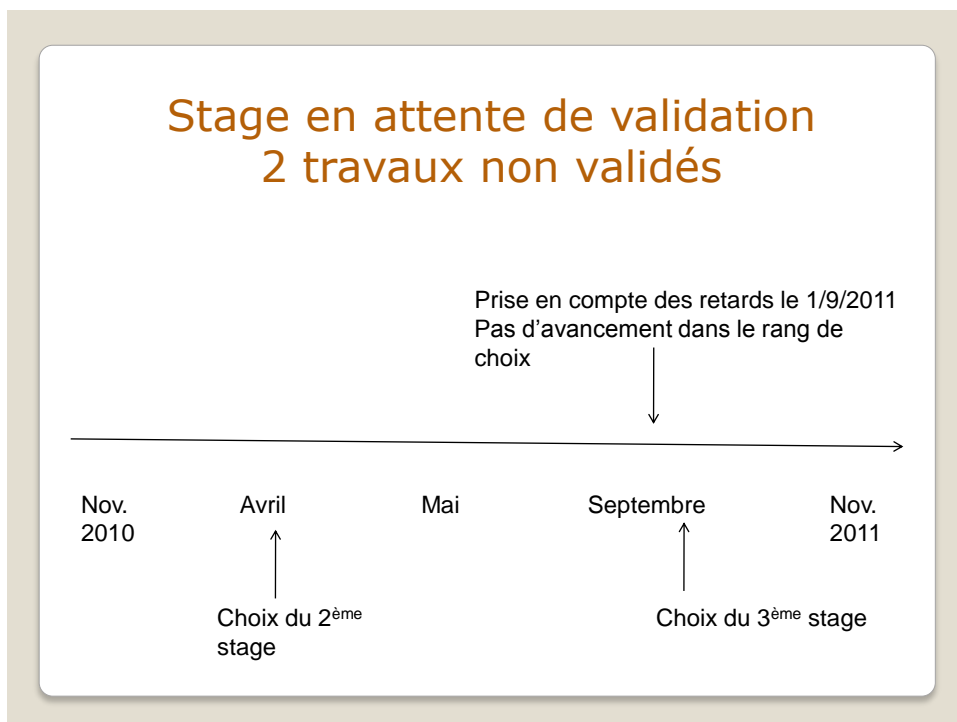 Stage en attente de validation
2 travaux non validés
Prise en compte des retards le 1/9/2011
Pas d’avancement dans le rang de
choix
Nov.
2010
Avril
Mai
Septembre
Nov.
2011
Choix du 2ème
stage
Choix du 3ème stage